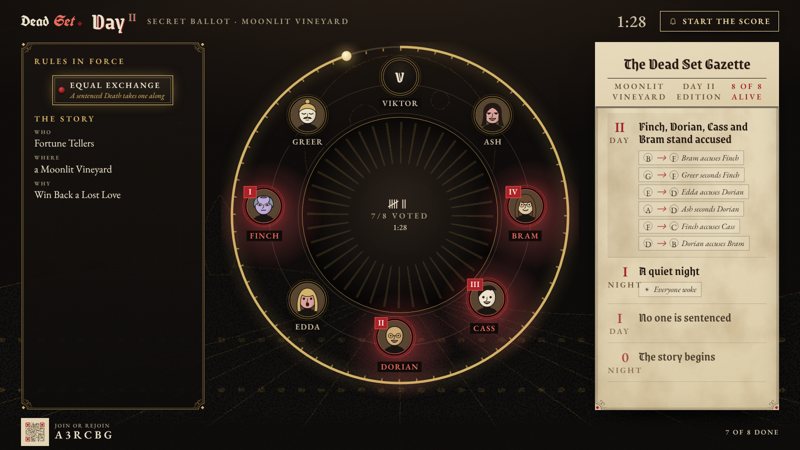 Dead Set. Day II SECRET BALLOT · MOONLIT VINEYARD
1:28
START THE SCORE
RULES IN FORCE
EQUAL EXCHANGE
A sentenced Death takes one along
THE STORY
WHO
Fortune Tellers
WHERE
a Moonlit Vineyard
WHY
Win Back a Lost Love
V
VIKTOR
GREER
ASH
I
FINCH
IV
BRAM
7/8 VOTED
1:28
EDDA
III
CASS
II
DORIAN
The Dead Set Gazette
MOONLIT VINEYARD
DAY II EDITION
8 OF 8 ALIVE
II DAY
Finch, Dorian, Cass and
Bram stand accused
B → F Bram accuses Finch
G → F Greer seconds Finch
E → D Edda accuses Dorian
A → D Ash seconds Dorian
F → C Finch accuses Cass
D → B Dorian accuses Bram
I NIGHT
A quiet night
Everyone woke
I DAY
No one is sentenced
0 NIGHT
The story begins
JOIN OR REJOIN
A3RCBG
7 OF 8 DONE